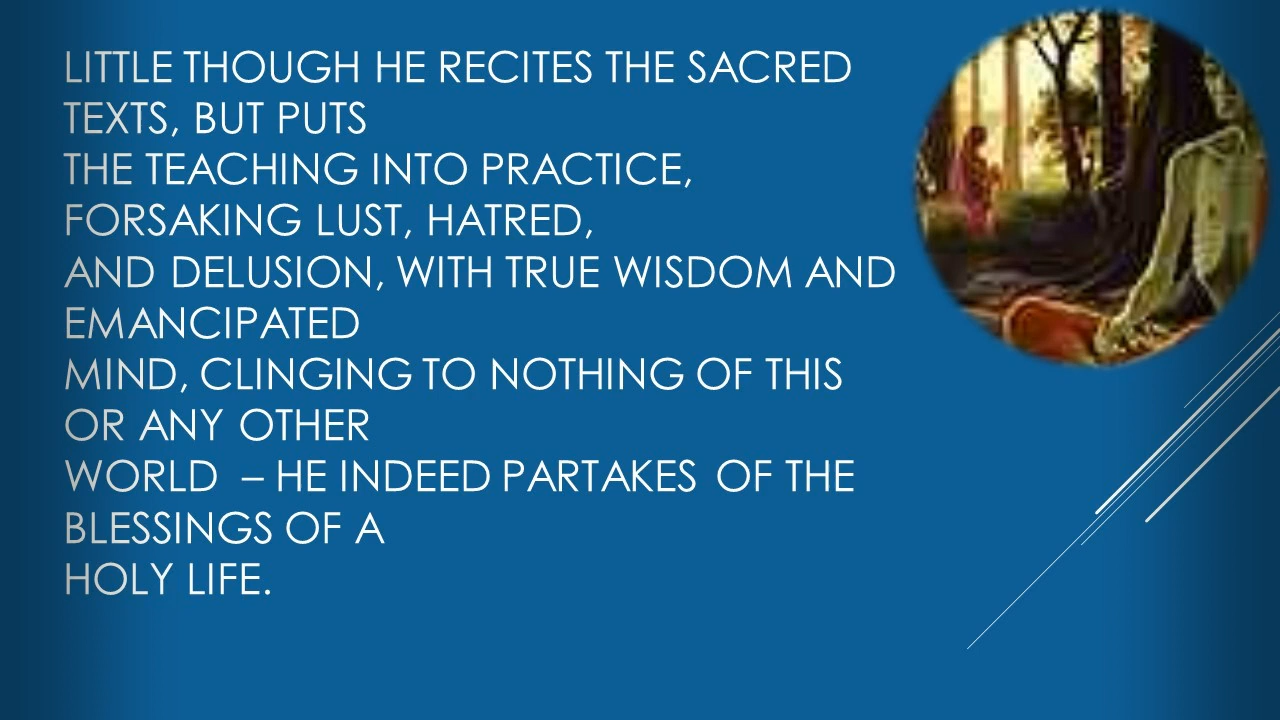 LITTLE THOUGH HE RECITES THE SACRED
TEXTS, BUT PUTS
THE TEACHING INTO PRACTICE,
FORSAKING LUST, HATRED,
AND DELUSION, WITH TRUE WISDOM AND
EMANCIPATED
MIND, CLINGING TO NOTHING OF THIS
OR ANY OTHER
WORLD – HE INDEED PARTAKES OF THE
BLESSINGS OF A
HOLY LIFE.